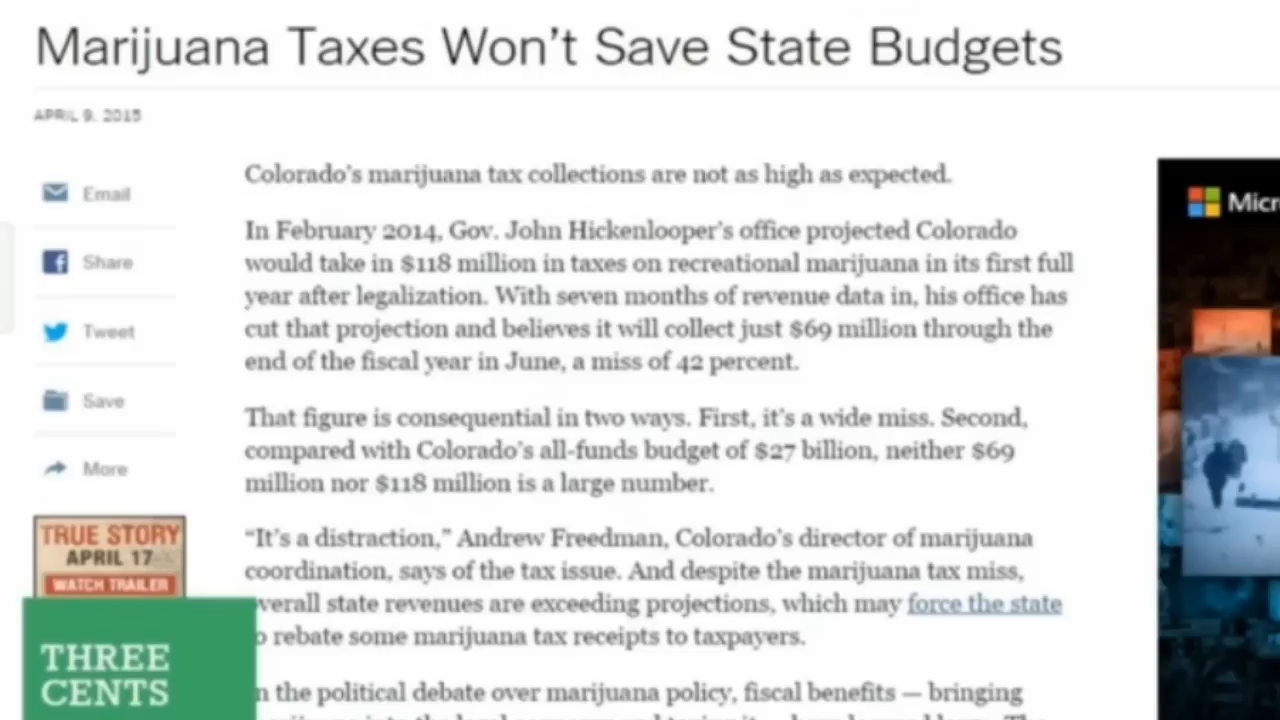 Marijuana Taxes Won't Save State Budgets
APRIL 9, 2015
Email
Share
Tweet
Save
More
TRUE STORY
APRIL 17
WATCH TRAILER
THREE
CENTS
Colorado's marijuana tax collections are not as high as expected.
In February 2014, Gov. John Hickenlooper's office projected Colorado
would take in $118 million in taxes on recreational marijuana in its first full
year after legalization. With seven months of revenue data in, his office has
cut that projection and believes it will collect just $69 million through the
end of the fiscal year in June, a miss of 42 percent.
That figure is consequential in two ways. First, it's a wide miss. Second,
compared with Colorado's all-funds budget of $27 billion, neither $69
million nor $118 million is a large number.
“It's a distraction,” Andrew Freedman, Colorado's director of marijuana
coordination, says of the tax issue. And despite the marijuana tax miss,
verall state revenues are exceeding projections, which may force the state
o rebate some marijuana tax receipts to taxpayers.
n the political debate over marijuana policy, fiscal benefits — bringing
Micr